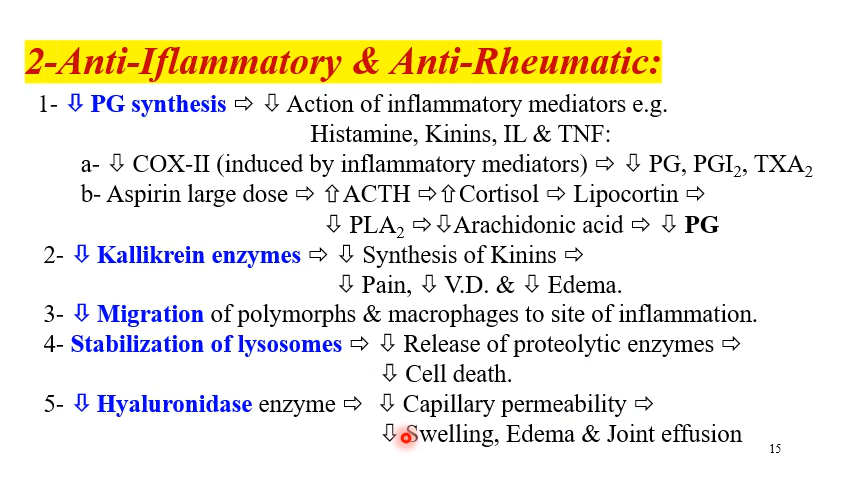 2-Anti-Iflammatory & Anti-Rheumatic:
1- ⇩ PG synthesis ⇨ ⇩ Action of inflammatory mediators e.g.
Histamine, Kinins, IL & TNF:
a- ⇩ COX-II (induced by inflammatory mediators) ⇨ ⇩ PG, PGI₂, TXA₂
b- Aspirin large dose ⇨ ⇧ACTH ⇨⇧Cortisol ⇨ Lipocortin ⇨
⇩ PLA₂ ⇨⇩Arachidonic acid ⇨ ⇩ PG
2- ⇩ Kallikrein enzymes ⇨ ⇩ Synthesis of Kinins ⇨
⇩ Pain, ⇩ V.D. & ⇩ Edema.
3- ⇩ Migration of polymorphs & macrophages to site of inflammation.
4- Stabilization of lysosomes ⇨ ⇩ Release of proteolytic enzymes ⇨
⇩ Cell death.
5- ⇩ Hyaluronidase enzyme ⇨ ⇩ Capillary permeability ⇨
⇩ Swelling, Edema & Joint effusion
15